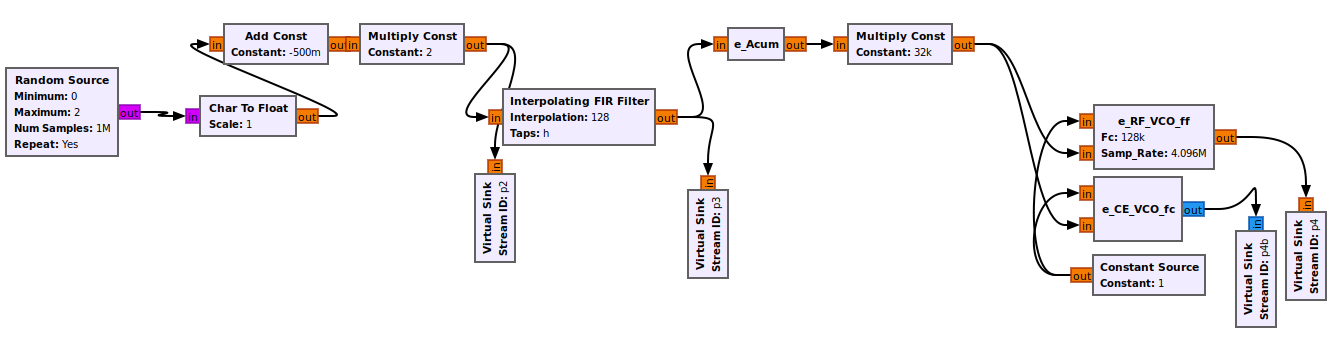 Random Source
Minimum: 0
Maximum: 2
Num Samples: 1M
Repeat: Yes
out
in
Char To Float
Scale: 1
out
in
Add Const
Constant: -500m
out
in
Multiply Const
Constant: 2
out
in
Interpolating FIR Filter
Interpolation: 128
Taps: h
out
in
Virtual Sink
Stream ID: p2
in
Virtual Sink
Stream ID: p3
in
e_Acum
out
in
Multiply Const
Constant: 32k
out
in
in
e_RF_VCO_ff
Fc: 128k
Samp_Rate: 4.096M
out
in
in
e_CE_VCO_fc
out
out
Constant Source
Constant: 1
in
Virtual Sink
Stream ID: p4b
in
Virtual Sink
Stream ID: p4